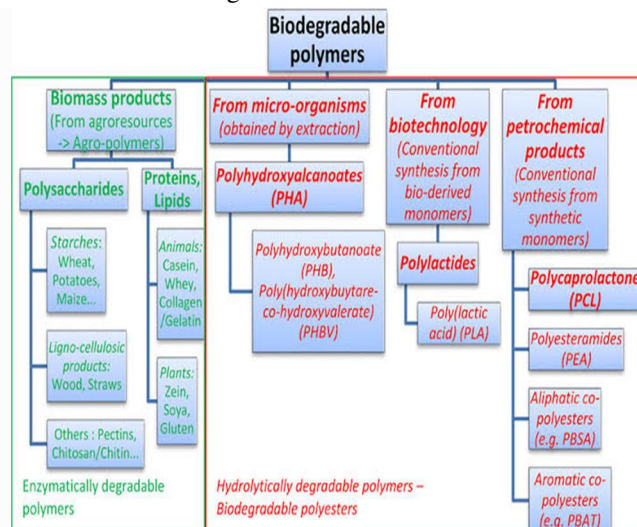 Biodegradable
polymers
Biomass products
(From agroresources
-> Agro-polymers)
Polysaccharides
Starches:
Wheat,
Potatoes,
Maize...
Ligno-cellulosic
products:
Wood, Straws
Others : Pectins,
Chitosan/Chitin...
Proteins,
Lipids
Animals:
Casein,
Whey,
Collagen
/Gelatin
Plants:
Zein,
Soya,
Gluten
Enzymatically degradable
polymers
From micro-organisms
(obtained by extraction)
Polyhydroxyalcanoates
(PHA)
Polyhydroxybutanoate
(PHB),
Poly(hydroxybuytare-
co-hydroxyvalerate)
(PHBV)
From
biotechnology
(Conventional
synthesis from
bio-derived
monomers)
Polylactides
Poly(lactic
acid) (PLA)
From
petrochemical
products
(Conventional
synthesis from
synthetic
monomers)
Polycaprolactone
(PCL)
Polyesteramides
(PEA)
Aliphatic co-
polyesters
(e.g. PBSA)
Aromatic co-
polyesters
(e.g. PBAT)
Hydrolytically degradable polymers –
Biodegradable polyesters